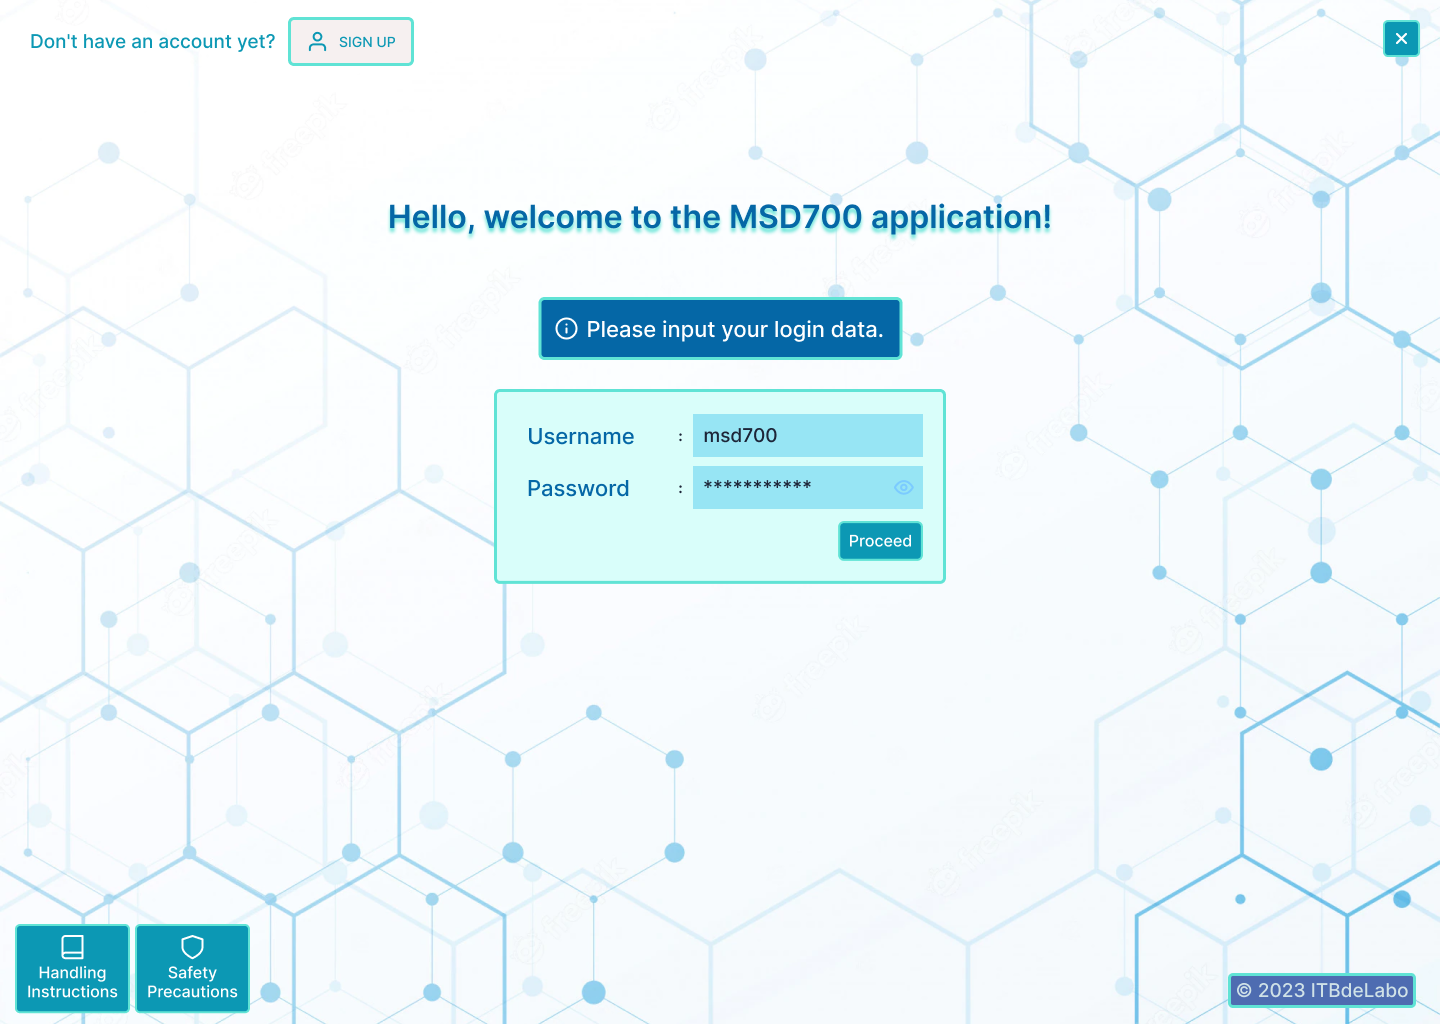 Don't have an account yet?
SIGN UP
Hello, welcome to the MSD700 application!
Please input your login data.
Username : msd700
Password : ***********
Proceed
Handling
Instructions
Safety
Precautions
© 2023 ITBdeLabo
freepik